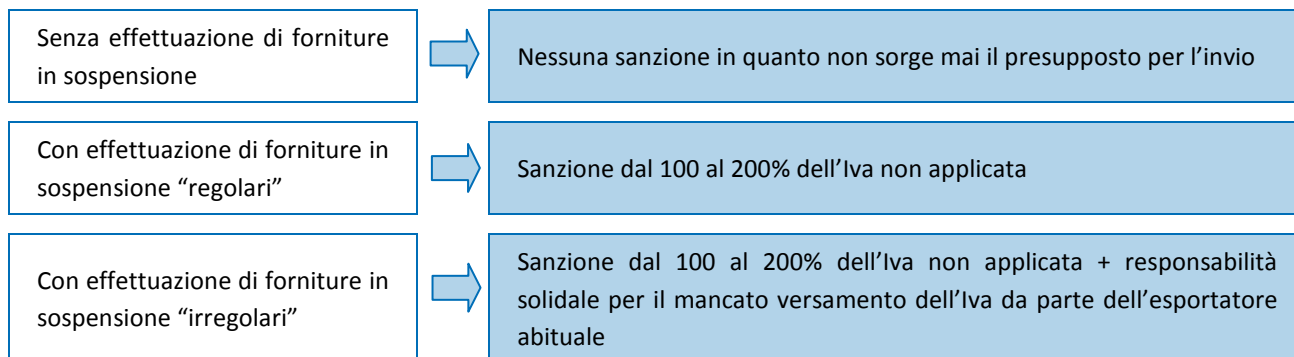 Senza effettuazione di forniture
in sospensione
Nessuna sanzione in quanto non sorge mai il presupposto per l’invio
Con effettuazione di forniture in
sospensione “regolari”
Sanzione dal 100 al 200% dell’Iva non applicata
Con effettuazione di forniture in
sospensione “irregolari”
Sanzione dal 100 al 200% dell’Iva non applicata + responsabilità
solidale per il mancato versamento dell’Iva da parte dell’esportatore
abituale